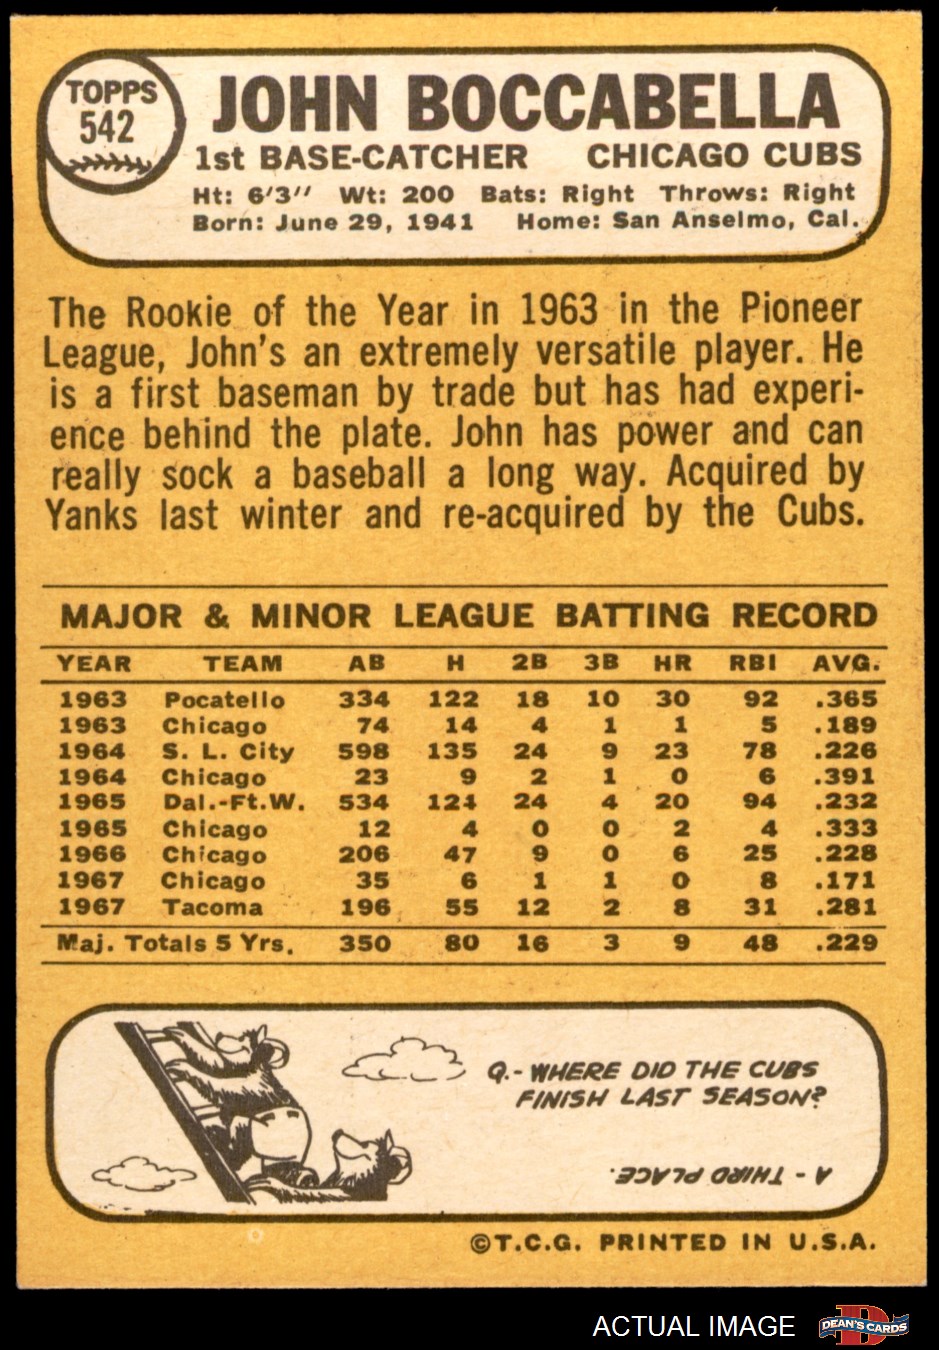 TOPPS
542
JOHN BOCCABELLA
1st BASE-CATCHER CHICAGO CUBS
Ht: 6'3" Wt: 200 Bats: Right Throws: Right
Born: June 29, 1941 Home: San Anselmo, Cal.
The Rookie of the Year in 1963 in the Pioneer
League, John's an extremely versatile player. He
is a first baseman by trade but has had experi-
ence behind the plate. John has power and can
really sock a baseball a long way. Acquired by
Yanks last winter and re-acquired by the Cubs.
MAJOR & MINOR LEAGUE BATTING RECORD
YEAR TEAM AB H 2B 3B HR RBI AVG.
1963 Pocatello 334 122 18 10 30 92 .365
1963 Chicago 74 14 4 1 1 5 .189
1964 S. L. City 598 135 24 9 23 78 .226
1964 Chicago 23 9 2 1 0 6 .391
1965 Dal.-Ft.W. 534 124 24 4 20 94 .232
1965 Chicago 12 4 0 0 2 4 .333
1966 Chicago 206 47 9 0 6 25 .228
1967 Chicago 35 6 1 1 0 8 .171
1967 Tacoma 196 55 12 2 8 31 .281
Maj. Totals 5 Yrs. 350 80 16 3 9 48 .229
Q.- WHERE DID THE CUBS
FINISH LAST SEASON?
A - THIRD PLACE.
©T.C.G. PRINTED IN U.S.A.
ACTUAL IMAGE
D
DEAN'S CARDS